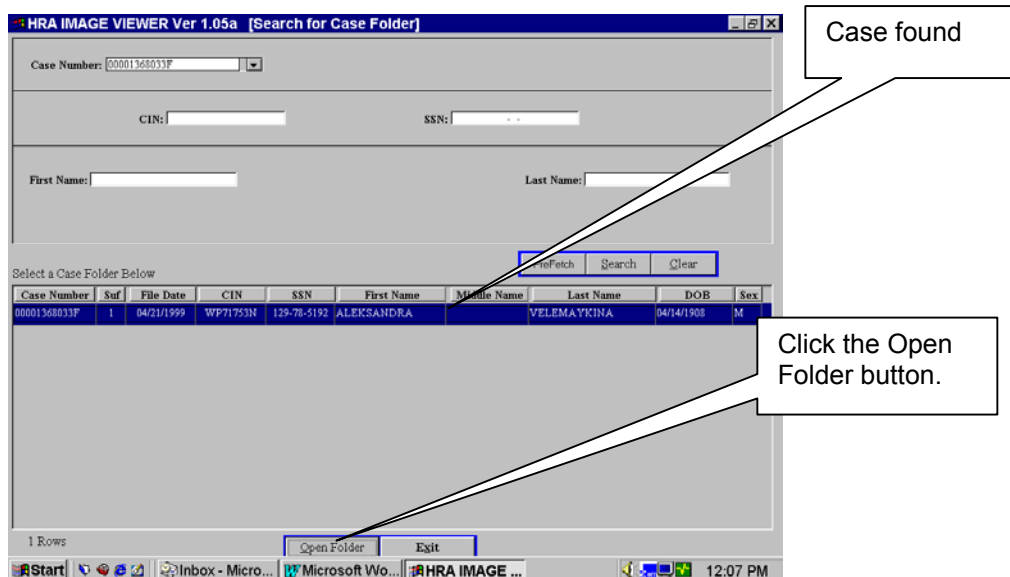 HRA IMAGE VIEWER Ver 1.05a [Search for Case Folder]
Case found
Case Number: 00001368033F
CIN:
SSN: - -
First Name:
Last Name:
PreFetch Search Clear
Select a Case Folder Below
Case Number Suf File Date CIN SSN First Name Middle Name Last Name DOB Sex
00001368033F 1 04/21/1999 WP71753N 129-78-5192 ALEKSANDRA VELEMAYKINA 04/14/1908 M
Click the Open
Folder button.
1 Rows
Open Folder Exit
Start Inbox - Micro... Microsoft Wo... HRA IMAGE ... 12:07 PM